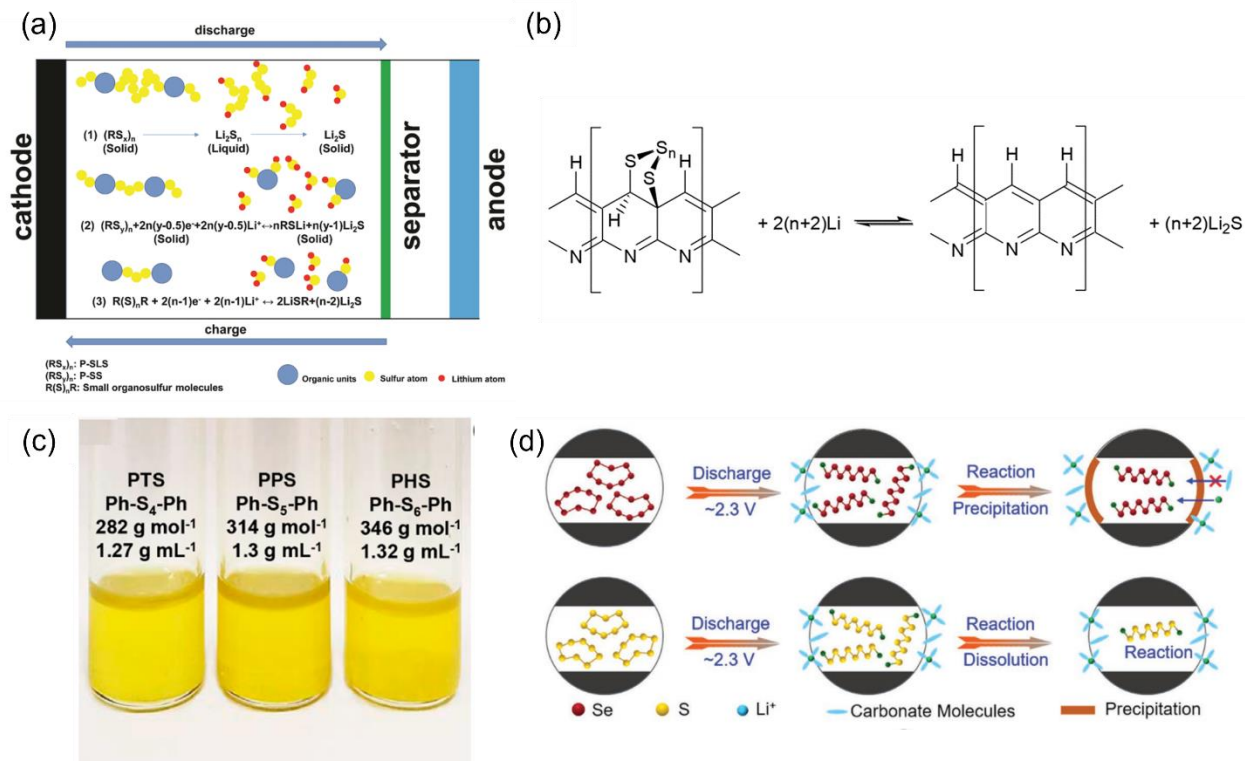 (a)
discharge
cathode
separator
anode
(1) (RSₓ)ₙ
(Solid)
Li₂Sₙ
(Liquid)
Li₂S
(Solid)
(2) (RSᵧ)ₙ+2n(y-0.5)e⁻+2n(y-0.5)Li⁺↔nRSLi+n(y-1)Li₂S
(Solid) (Solid)
(3) R(S)ₙR + 2(n-1)e⁻ + 2(n-1)Li⁺ ↔ 2LiSR+(n-2)Li₂S
charge
(RSₓ)ₙ: P-SLS
(RSᵧ)ₙ: P-SS
R(S)ₙR: Small organosulfur molecules
Organic units
Sulfur atom
Lithium atom
(b)
H
S
Sₙ
S
H
H
N
N
N
+ 2(n+2)Li
H
H
H
N
N
N
+ (n+2)Li₂S
(c)
PTS
Ph-S₄-Ph
282 g mol⁻¹
1.27 g mL⁻¹
PPS
Ph-S₅-Ph
314 g mol⁻¹
1.3 g mL⁻¹
PHS
Ph-S₆-Ph
346 g mol⁻¹
1.32 g mL⁻¹
(d)
Discharge
~2.3 V
Reaction
Precipitation
Discharge
~2.3 V
Reaction
Dissolution
Reaction
Se
S
Li⁺
Carbonate Molecules
Precipitation